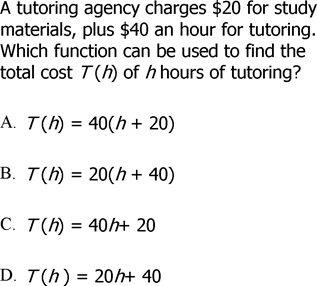 A tutoring agency charges $20 for study
materials, plus $40 an hour for tutoring.
Which function can be used to find the
total cost T(h) of h hours of tutoring?
A. T(h) = 40(h + 20)
B. T(h) = 20(h + 40)
C. T(h) = 40h+ 20
D. T(h ) = 20h+ 40